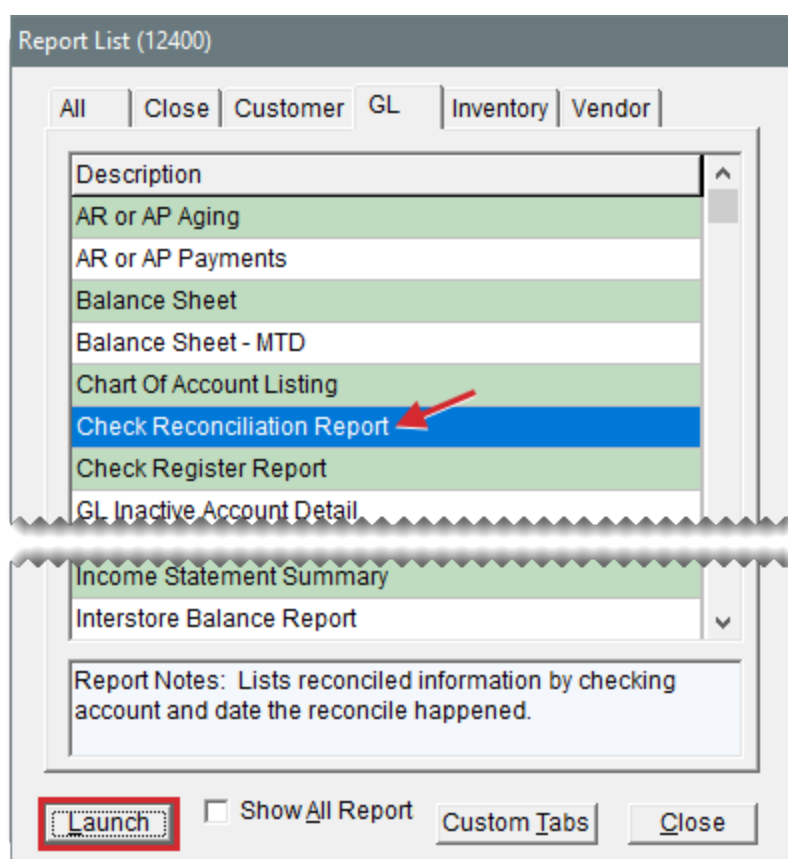 Report List (12400)
All Close Customer GL Inventory Vendor
Description
AR or AP Aging
AR or AP Payments
Balance Sheet
Balance Sheet - MTD
Chart Of Account Listing
Check Reconciliation Report
Check Register Report
GL Inactive Account Detail
Income Statement Summary
Interstore Balance Report
Report Notes: Lists reconciled information by checking
account and date the reconcile happened.
Launch Show All Report Custom Tabs Close